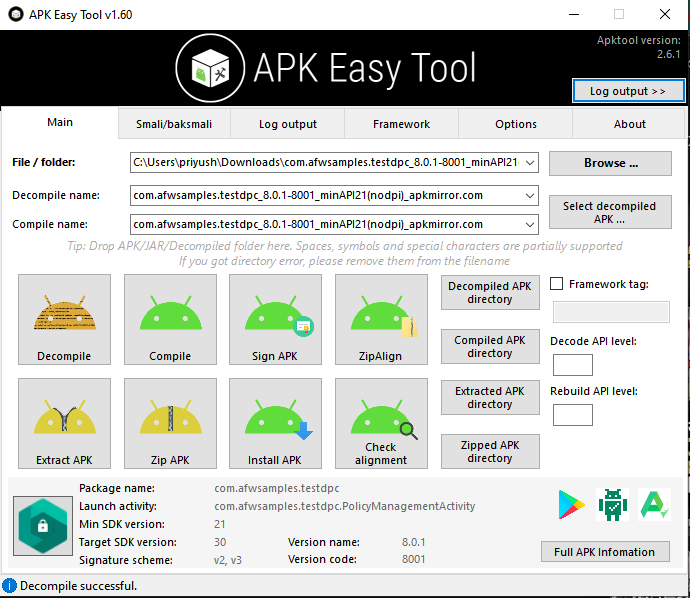 APK Easy Tool v1.60
APK Easy Tool
Apktool version:
2.6.1
Log output >>
Main
Smali/baksmali
Log output
Framework
Options
About
File / folder:
C:\Users\priyush\Downloads\com.afwsamples.testdpc_8.0.1-8001_minAPI21(
Browse ...
Decompile name:
com.afwsamples.testdpc_8.0.1-8001_minAPI21(nodpi)_apkmirror.com
Select decompiled
APK ...
Compile name:
com.afwsamples.testdpc_8.0.1-8001_minAPI21(nodpi)_apkmirror.com
Tip: Drop APK/JAR/Decompiled folder here. Spaces, symbols and special characters are partially supported
If you got directory error, please remove them from the filename
Decompile
Compile
Sign APK
ZipAlign
Decompiled APK
directory
Compiled APK
directory
Framework tag:
Decode API level:
Extract APK
Zip APK
Install APK
Check
alignment
Extracted APK
directory
Zipped APK
directory
Rebuild API level:
Package name:
com.afwsamples.testdpc
Launch activity:
com.afwsamples.testdpc.PolicyManagementActivity
Min SDK version:
21
Target SDK version:
30
Version name:
8.0.1
Signature scheme:
v2, v3
Version code:
8001
Full APK Infomation
Decompile successful.